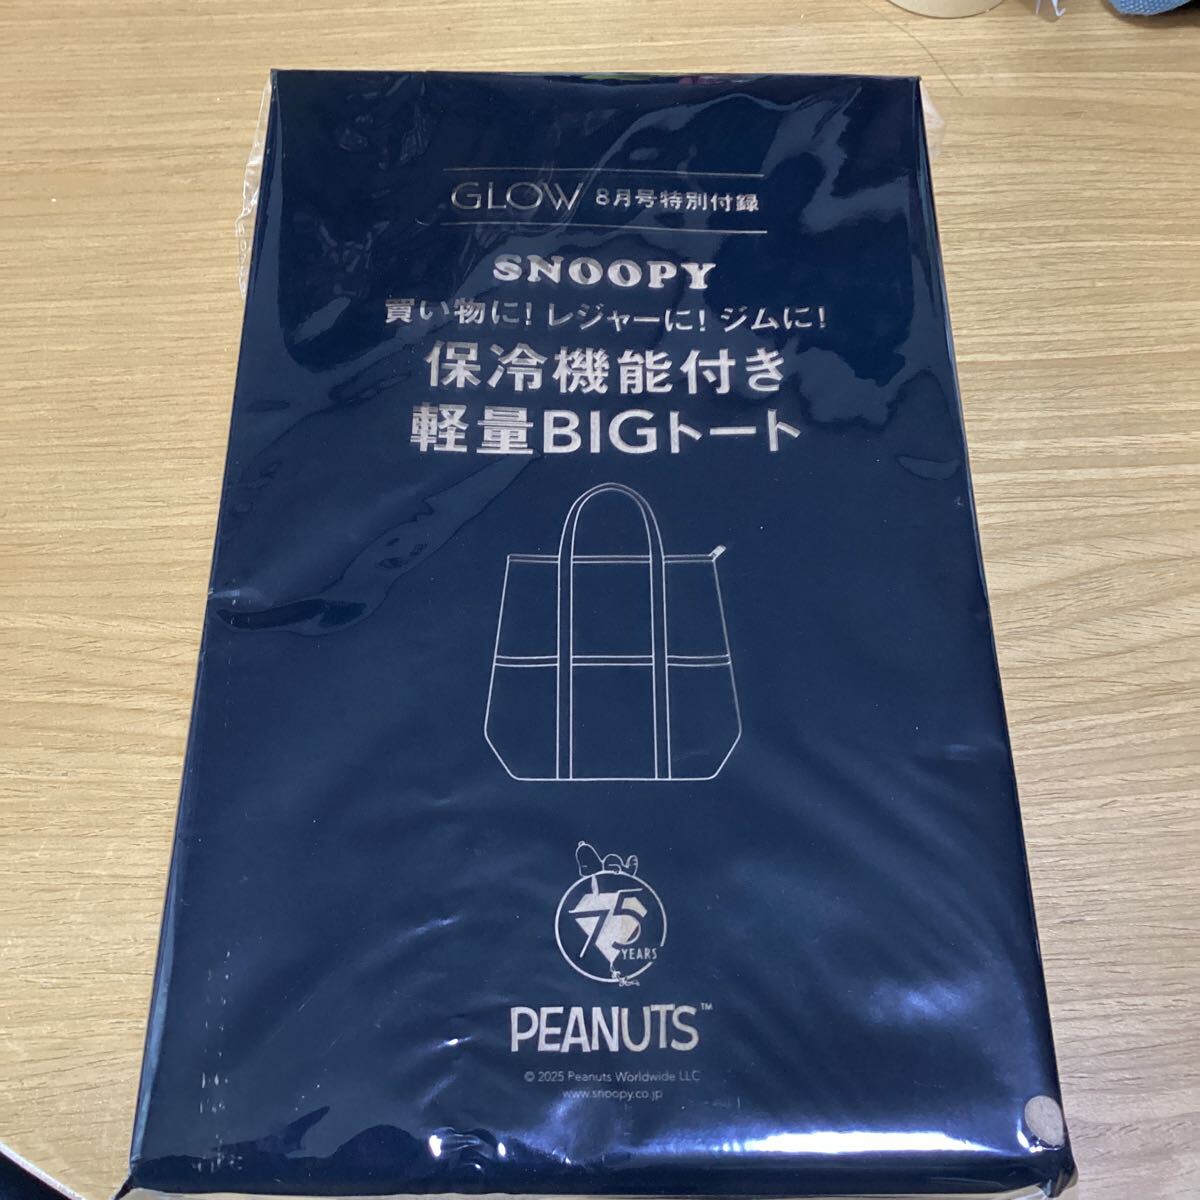 GLOW 8月号特別付録
SNOOPY
買い物に! レジャーに! ジムに!
保冷機能付き
軽量BIGトート
75
YEARS
PEANUTS™
© 2025 Peanuts Worldwide LLC
www.snoopy.co.jp